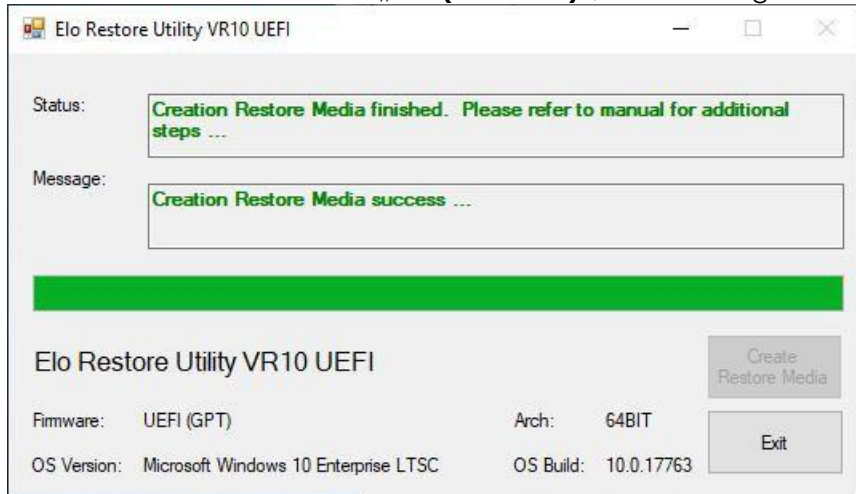 Elo Restore Utility VR10 UEFI
Status:
Creation Restore Media finished. Please refer to manual for additional
steps ...
Message:
Creation Restore Media success ...
Elo Restore Utility VR10 UEFI
Create
Restore Media
Firmware: UEFI (GPT) Arch: 64BIT
Exit
OS Version: Microsoft Windows 10 Enterprise LTSC OS Build: 10.0.17763